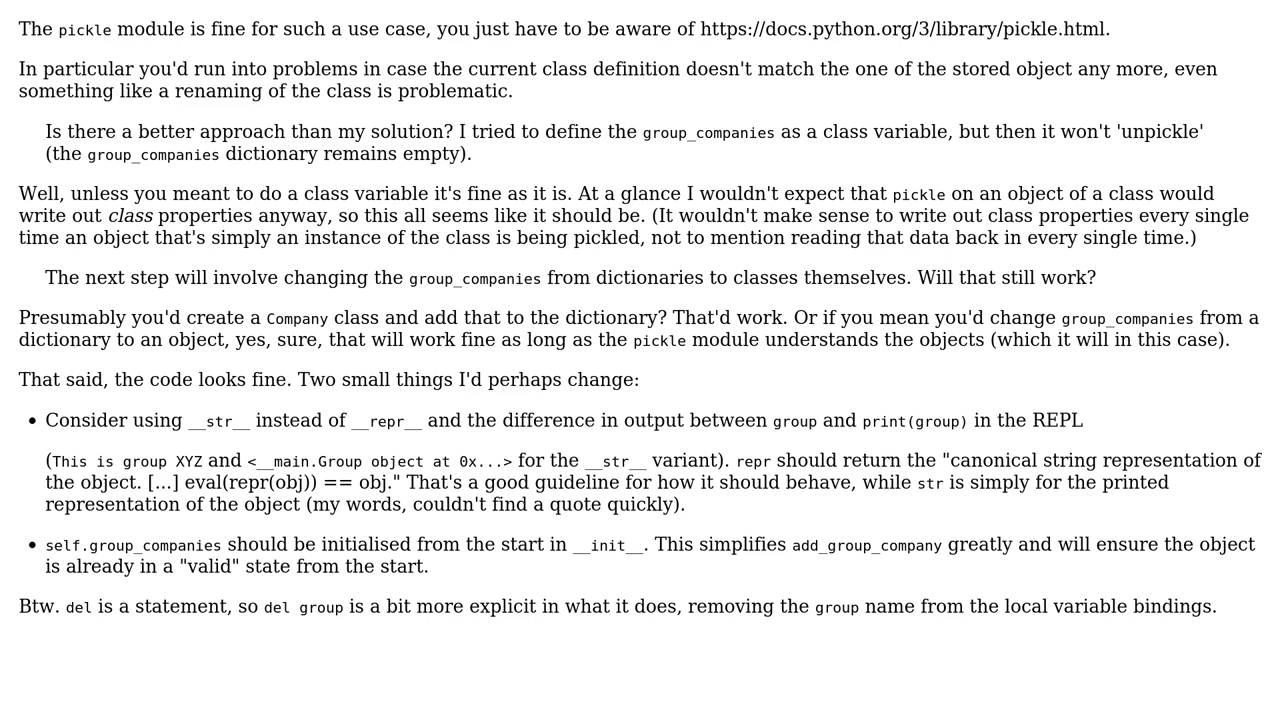 The pickle module is fine for such a use case, you just have to be aware of https://docs.python.org/3/library/pickle.html.
In particular you'd run into problems in case the current class definition doesn't match the one of the stored object any more, even
something like a renaming of the class is problematic.
Is there a better approach than my solution? I tried to define the group_companies as a class variable, but then it won't 'unpickle'
(the group_companies dictionary remains empty).
Well, unless you meant to do a class variable it's fine as it is. At a glance I wouldn't expect that pickle on an object of a class would
write out class properties anyway, so this all seems like it should be. (It wouldn't make sense to write out class properties every single
time an object that's simply an instance of the class is being pickled, not to mention reading that data back in every single time.)
The next step will involve changing the group_companies from dictionaries to classes themselves. Will that still work?
Presumably you'd create a Company class and add that to the dictionary? That'd work. Or if you mean you'd change group_companies from a
dictionary to an object, yes, sure, that will work fine as long as the pickle module understands the objects (which it will in this case).
That said, the code looks fine. Two small things I'd perhaps change:
• Consider using __str__ instead of __repr__ and the difference in output between group and print(group) in the REPL
(This is group XYZ and <__main.Group object at 0x...> for the __str__ variant). repr should return the "canonical string representation of
the object. [...] eval(repr(obj)) == obj." That's a good guideline for how it should behave, while str is simply for the printed
representation of the object (my words, couldn't find a quote quickly).
• self.group_companies should be initialised from the start in __init__. This simplifies add_group_company greatly and will ensure the object
is already in a "valid" state from the start.
Btw. del is a statement, so del group is a bit more explicit in what it does, removing the group name from the local variable bindings.